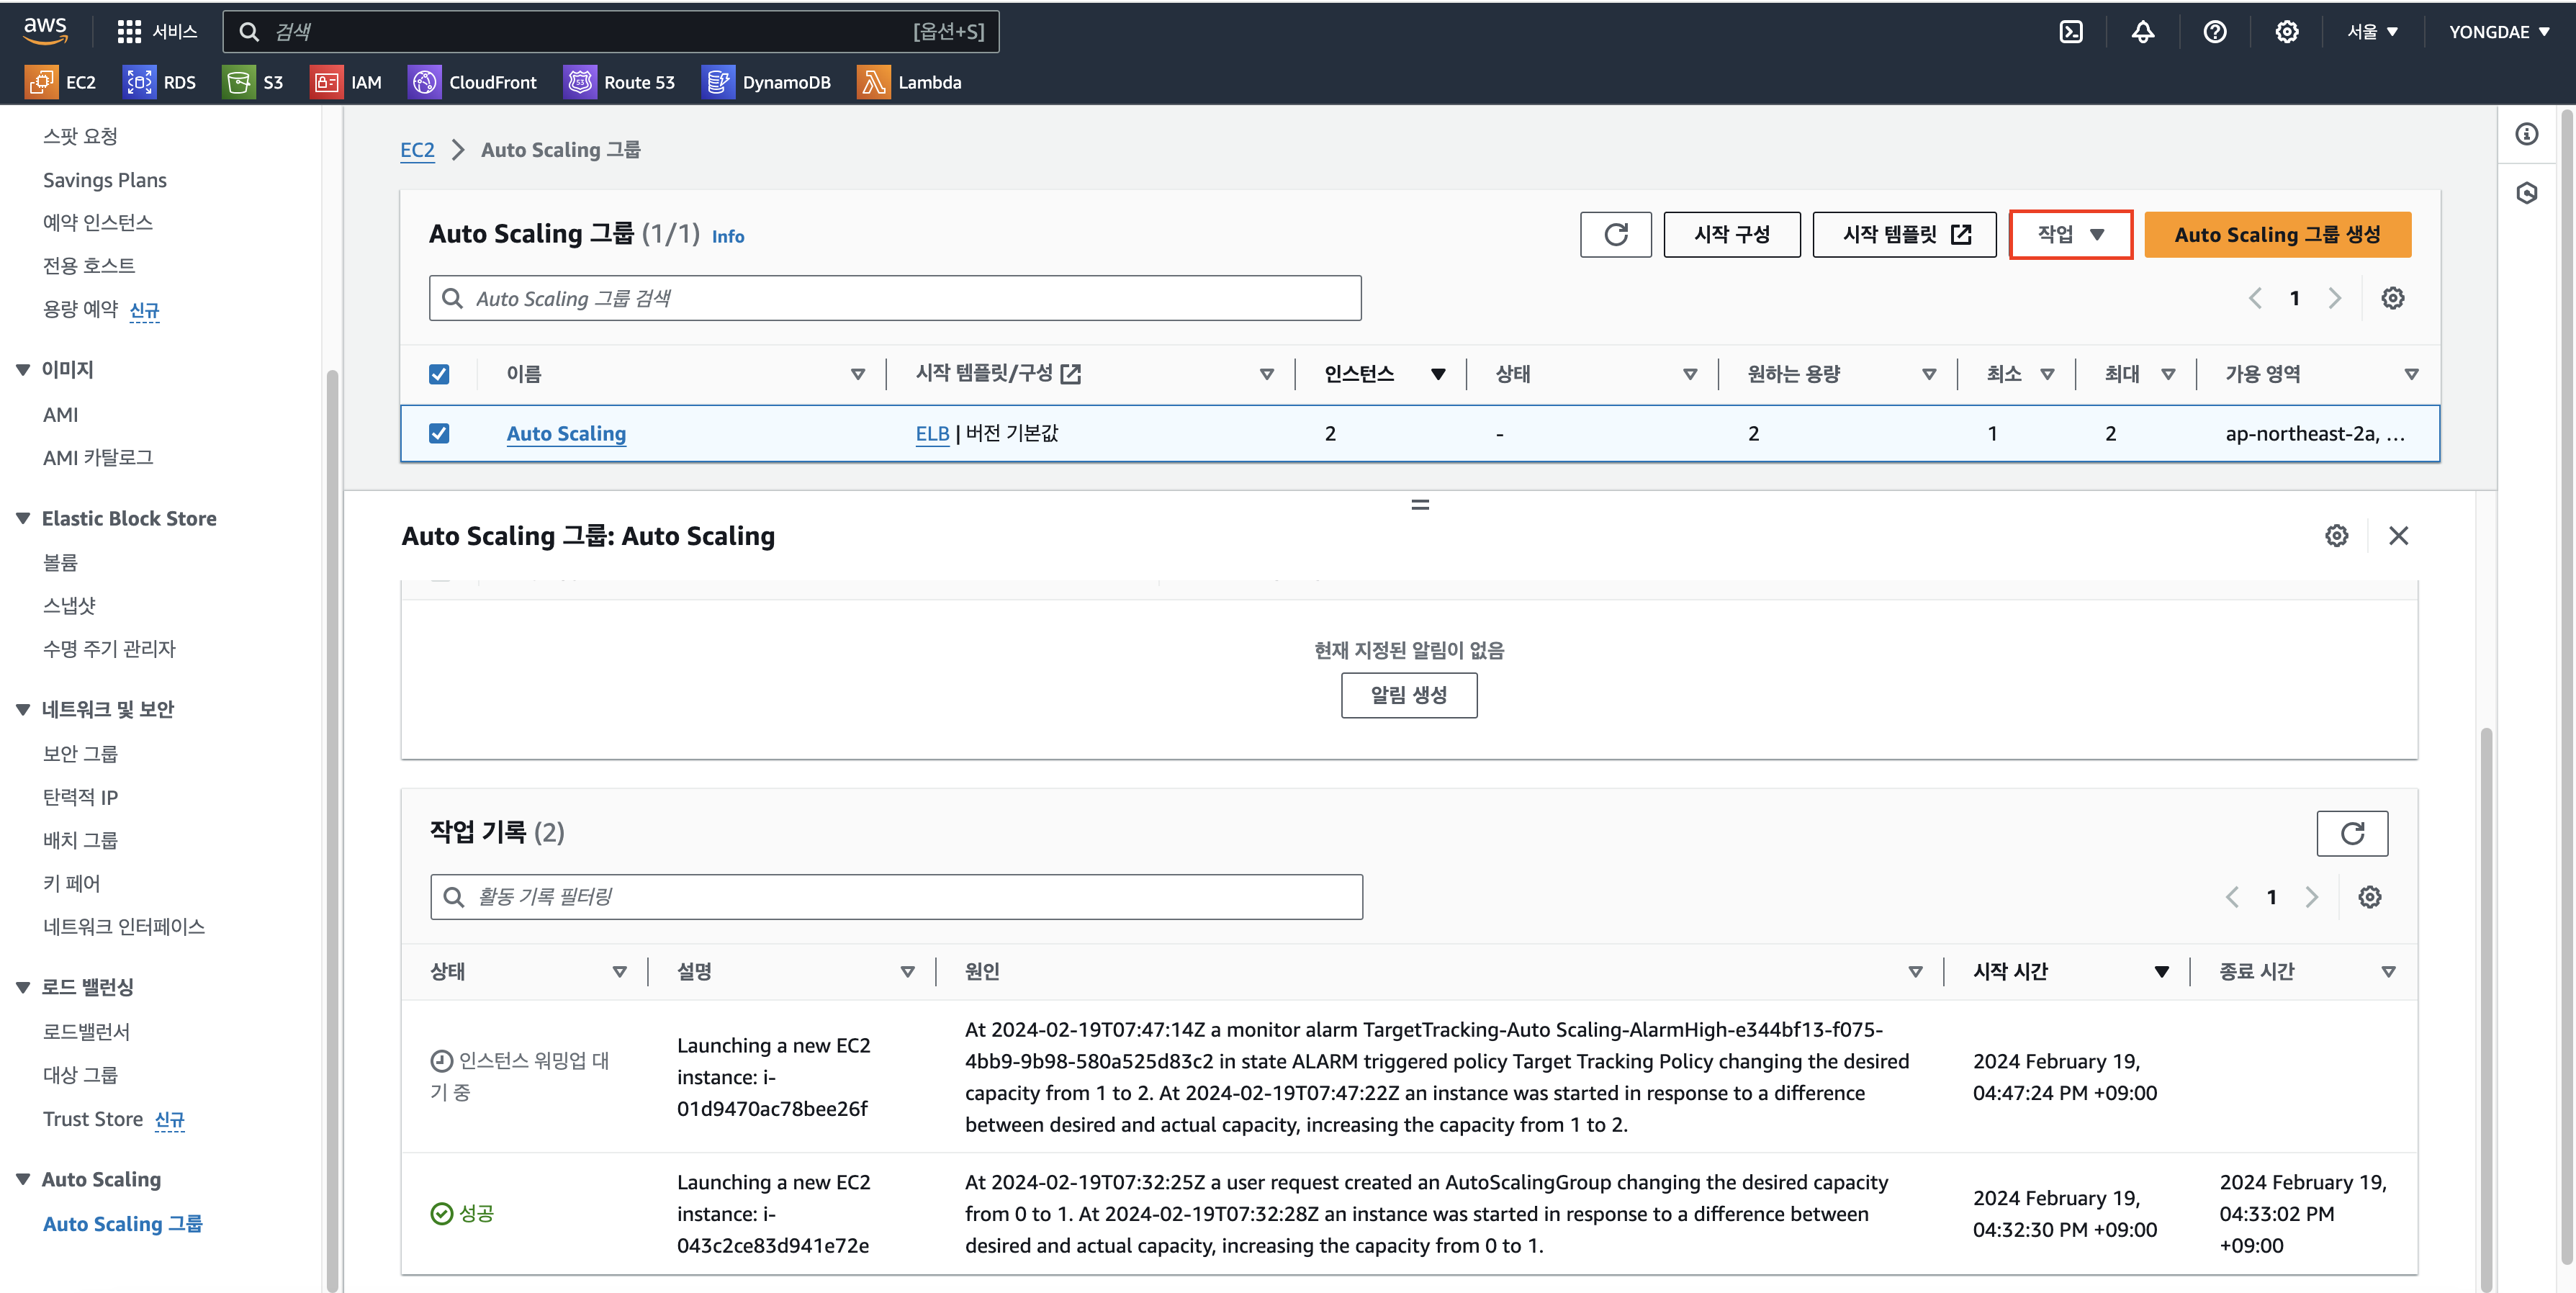 aws
서비스
검색
[옵션+S]
서울 ▼
YONGDAE ▼
EC2
RDS
S3
IAM
CloudFront
Route 53
DynamoDB
Lambda
스팟 요청
Savings Plans
예약 인스턴스
전용 호스트
용량 예약 신규
이미지
AMI
AMI 카탈로그
Elastic Block Store
볼륨
스냅샷
수명 주기 관리자
네트워크 및 보안
보안 그룹
탄력적 IP
배치 그룹
키 페어
네트워크 인터페이스
로드 밸런싱
로드밸런서
대상 그룹
Trust Store 신규
Auto Scaling
Auto Scaling 그룹
EC2 > Auto Scaling 그룹
Auto Scaling 그룹 (1/1) Info
시작 구성
시작 템플릿
작업 ▼
Auto Scaling 그룹 생성
Auto Scaling 그룹 검색
1
이름
시작 템플릿/구성
인스턴스
상태
원하는 용량
최소
최대
가용 영역
Auto Scaling
ELB | 버전 기본값
2
-
2
1
2
ap-northeast-2a, ...
Auto Scaling 그룹: Auto Scaling
현재 지정된 알림이 없음
알림 생성
작업 기록 (2)
활동 기록 필터링
1
상태
설명
원인
시작 시간
종료 시간
인스턴스 워밍업 대
기 중
Launching a new EC2
instance: i-
01d9470ac78bee26f
At 2024-02-19T07:47:14Z a monitor alarm TargetTracking-Auto Scaling-AlarmHigh-e344bf13-f075-
4bb9-9b98-580a525d83c2 in state ALARM triggered policy Target Tracking Policy changing the desired
capacity from 1 to 2. At 2024-02-19T07:47:22Z an instance was started in response to a difference
between desired and actual capacity, increasing the capacity from 1 to 2.
2024 February 19,
04:47:24 PM +09:00
성공
Launching a new EC2
instance: i-
043c2ce83d941e72e
At 2024-02-19T07:32:25Z a user request created an AutoScalingGroup changing the desired capacity
from 0 to 1. At 2024-02-19T07:32:28Z an instance was started in response to a difference between
desired and actual capacity, increasing the capacity from 0 to 1.
2024 February 19,
04:32:30 PM +09:00
2024 February 19,
04:33:02 PM
+09:00